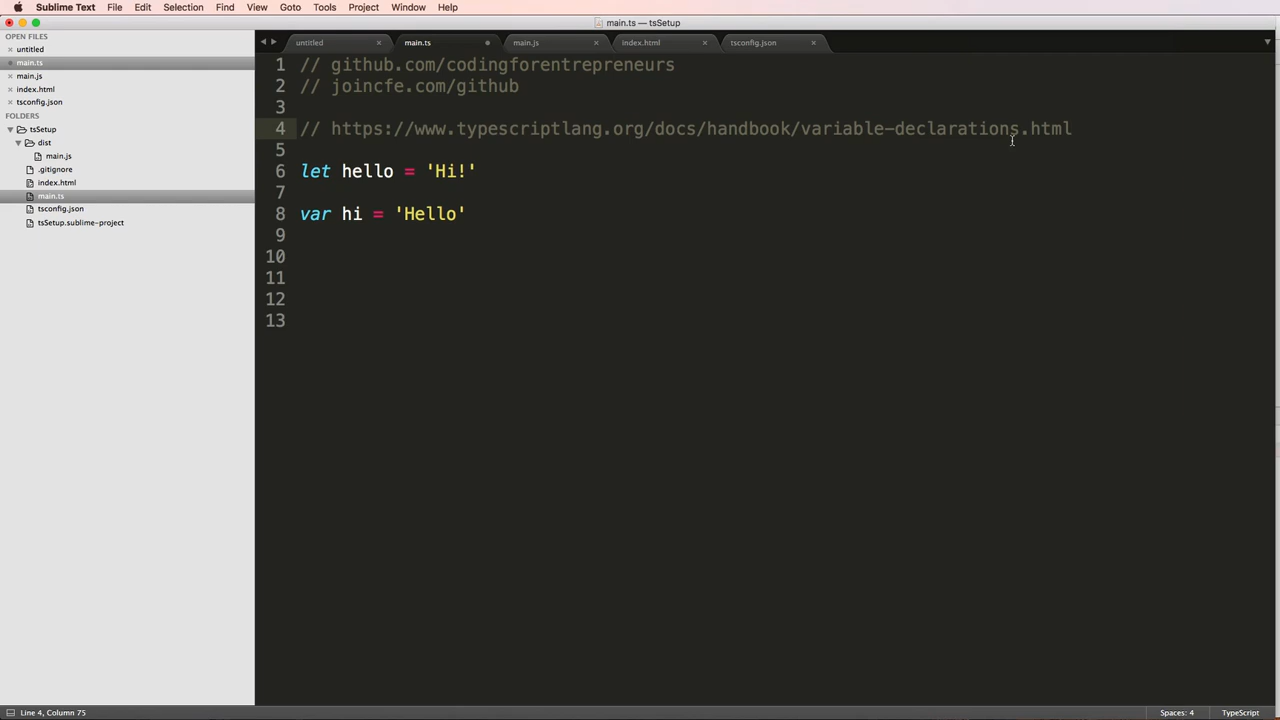 Sublime Text File Edit Selection Find View Goto Tools Project Window Help
main.ts — tsSetup
OPEN FILES
untitled
main.ts
main.js
index.html
tsconfig.json
FOLDERS
tsSetup
dist
main.js
.gitignore
index.html
main.ts
tsconfig.json
tsSetup.sublime-project
untitled main.ts main.js index.html tsconfig.json
1 // github.com/codingforentrepreneurs
2 // joincfe.com/github
3
4 // https://www.typescriptlang.org/docs/handbook/variable-declarations.html
5
6 let hello = 'Hi!'
7
8 var hi = 'Hello'
9
10
11
12
13
Line 4, Column 75 Spaces: 4 TypeScript